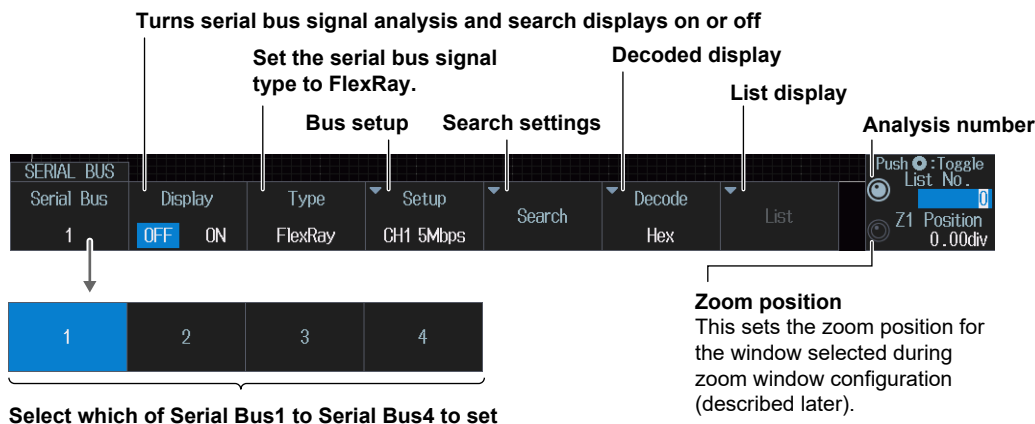 Turns serial bus signal analysis and search displays on or off
Set the serial bus signal
type to FlexRay.
Decoded display
List display
Bus setup
Search settings
Analysis number
SERIAL BUS
Serial Bus
1
Display
OFF ON
Type
FlexRay
Setup
CH1 5Mbps
Search
Decode
Hex
List
Push :Toggle
List No.
0
Z1 Position
0.00div
1
2
3
4
Select which of Serial Bus1 to Serial Bus4 to set
Zoom position
This sets the zoom position for
the window selected during
zoom window configuration
(described later).